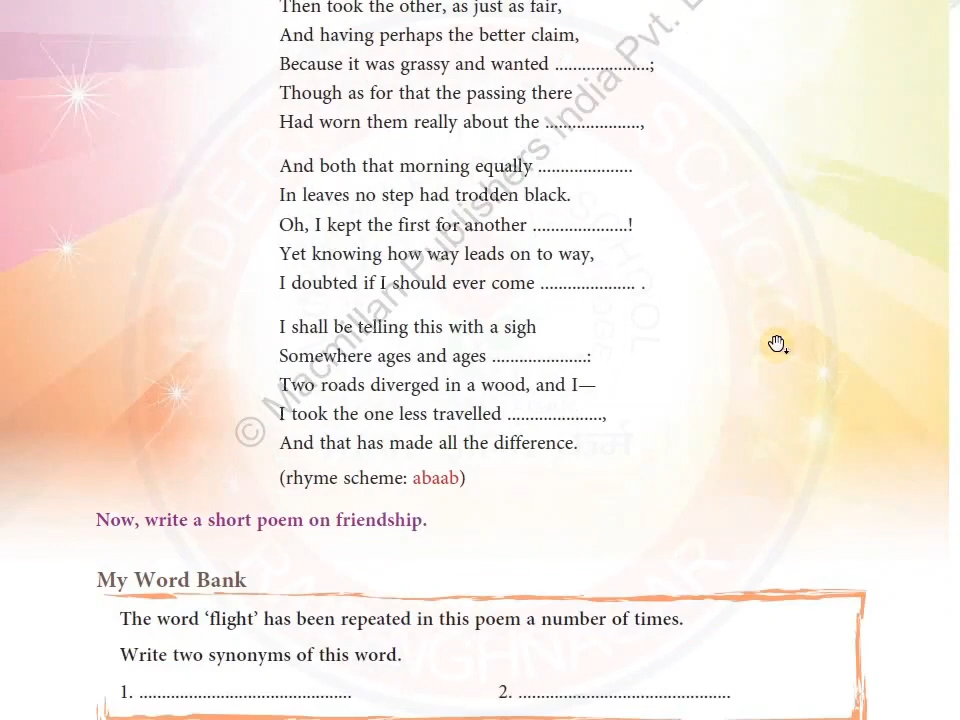 Then took the other, as just as fair,
And having perhaps the better claim,
Because it was grassy and wanted .....................;
Though as for that the passing there
Had worn them really about the .....................,
And both that morning equally .....................
In leaves no step had trodden black.
Oh, I kept the first for another .....................!
Yet knowing how way leads on to way,
I doubted if I should ever come ..................... .
I shall be telling this with a sigh
Somewhere ages and ages .....................:
Two roads diverged in a wood, and I—
I took the one less travelled .....................,
And that has made all the difference.
(rhyme scheme: abaab)
Now, write a short poem on friendship.
My Word Bank
The word ‘flight’ has been repeated in this poem a number of times.
Write two synonyms of this word.
1. ............................................... 2. ...............................................
© Macmillan Publishers India Pvt.
SCHOOL